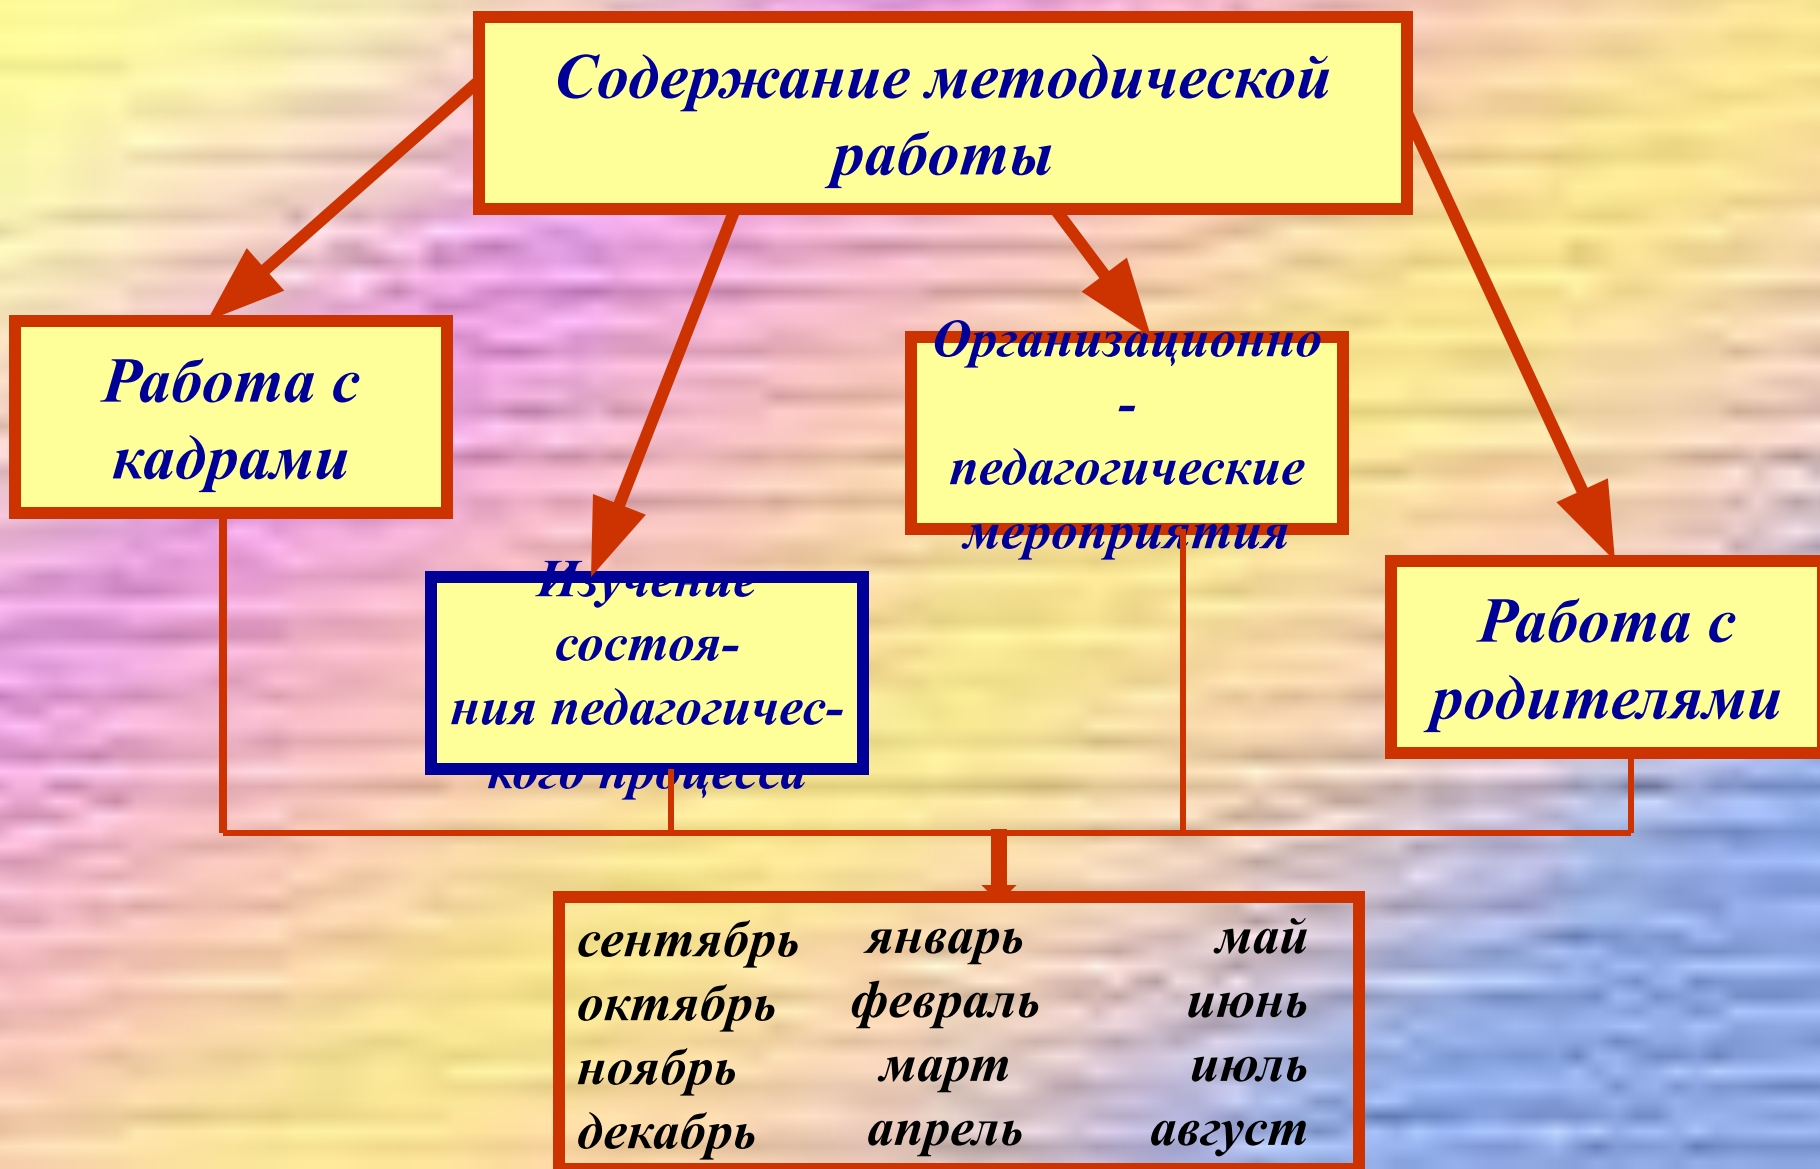 Содержание методической
работы
Работа с
кадрами
Организационно
-
педагогические
мероприятия
Изучение
состоя-
ния педагогичес-
кого процесса
Работа с
родителями
сентябрь
октябрь
ноябрь
декабрь
январь
февраль
март
апрель
май
июнь
июль
август